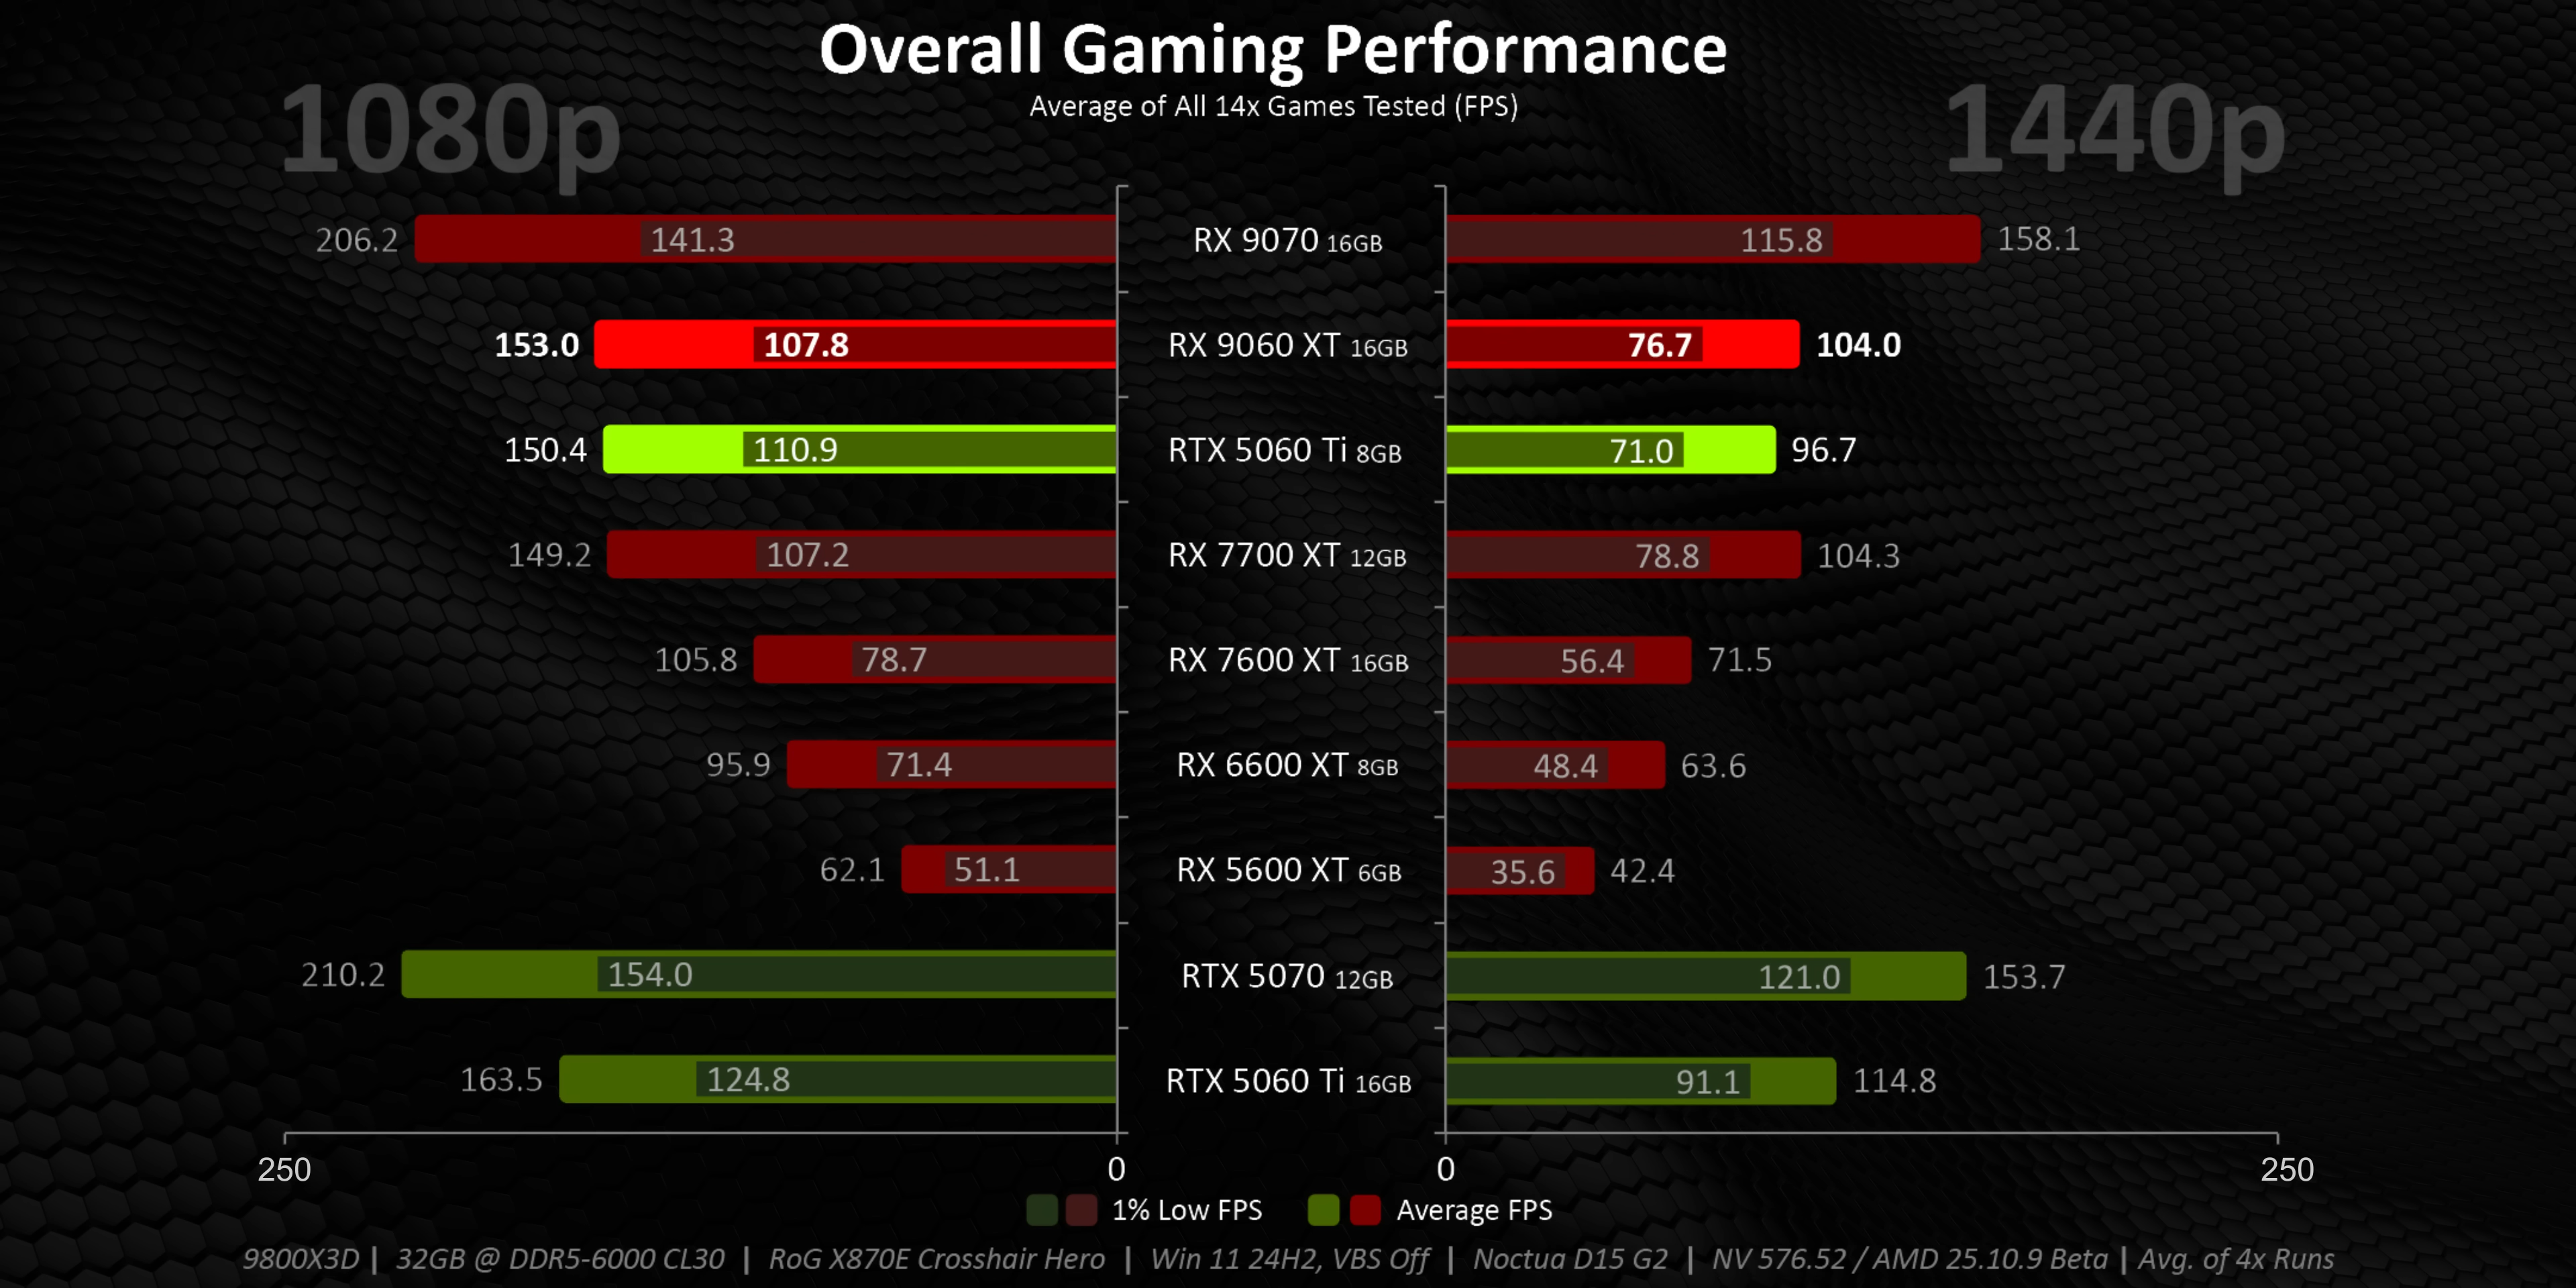 Overall Gaming Performance
Average of All 14x Games Tested (FPS)
1080p
1440p
206.2 141.3 RX 9070 16GB 115.8 158.1
153.0 107.8 RX 9060 XT 16GB 76.7 104.0
150.4 110.9 RTX 5060 Ti 8GB 71.0 96.7
149.2 107.2 RX 7700 XT 12GB 78.8 104.3
105.8 78.7 RX 7600 XT 16GB 56.4 71.5
95.9 71.4 RX 6600 XT 8GB 48.4 63.6
62.1 51.1 RX 5600 XT 6GB 35.6 42.4
210.2 154.0 RTX 5070 12GB 121.0 153.7
163.5 124.8 RTX 5060 Ti 16GB 91.1 114.8
250 0 0 250
1% Low FPS Average FPS
9800X3D | 32GB @ DDR5-6000 CL30 | RoG X870E Crosshair Hero | Win 11 24H2, VBS Off | Noctua D15 G2 | NV 576.52 / AMD 25.10.9 Beta | Avg. of 4x Runs